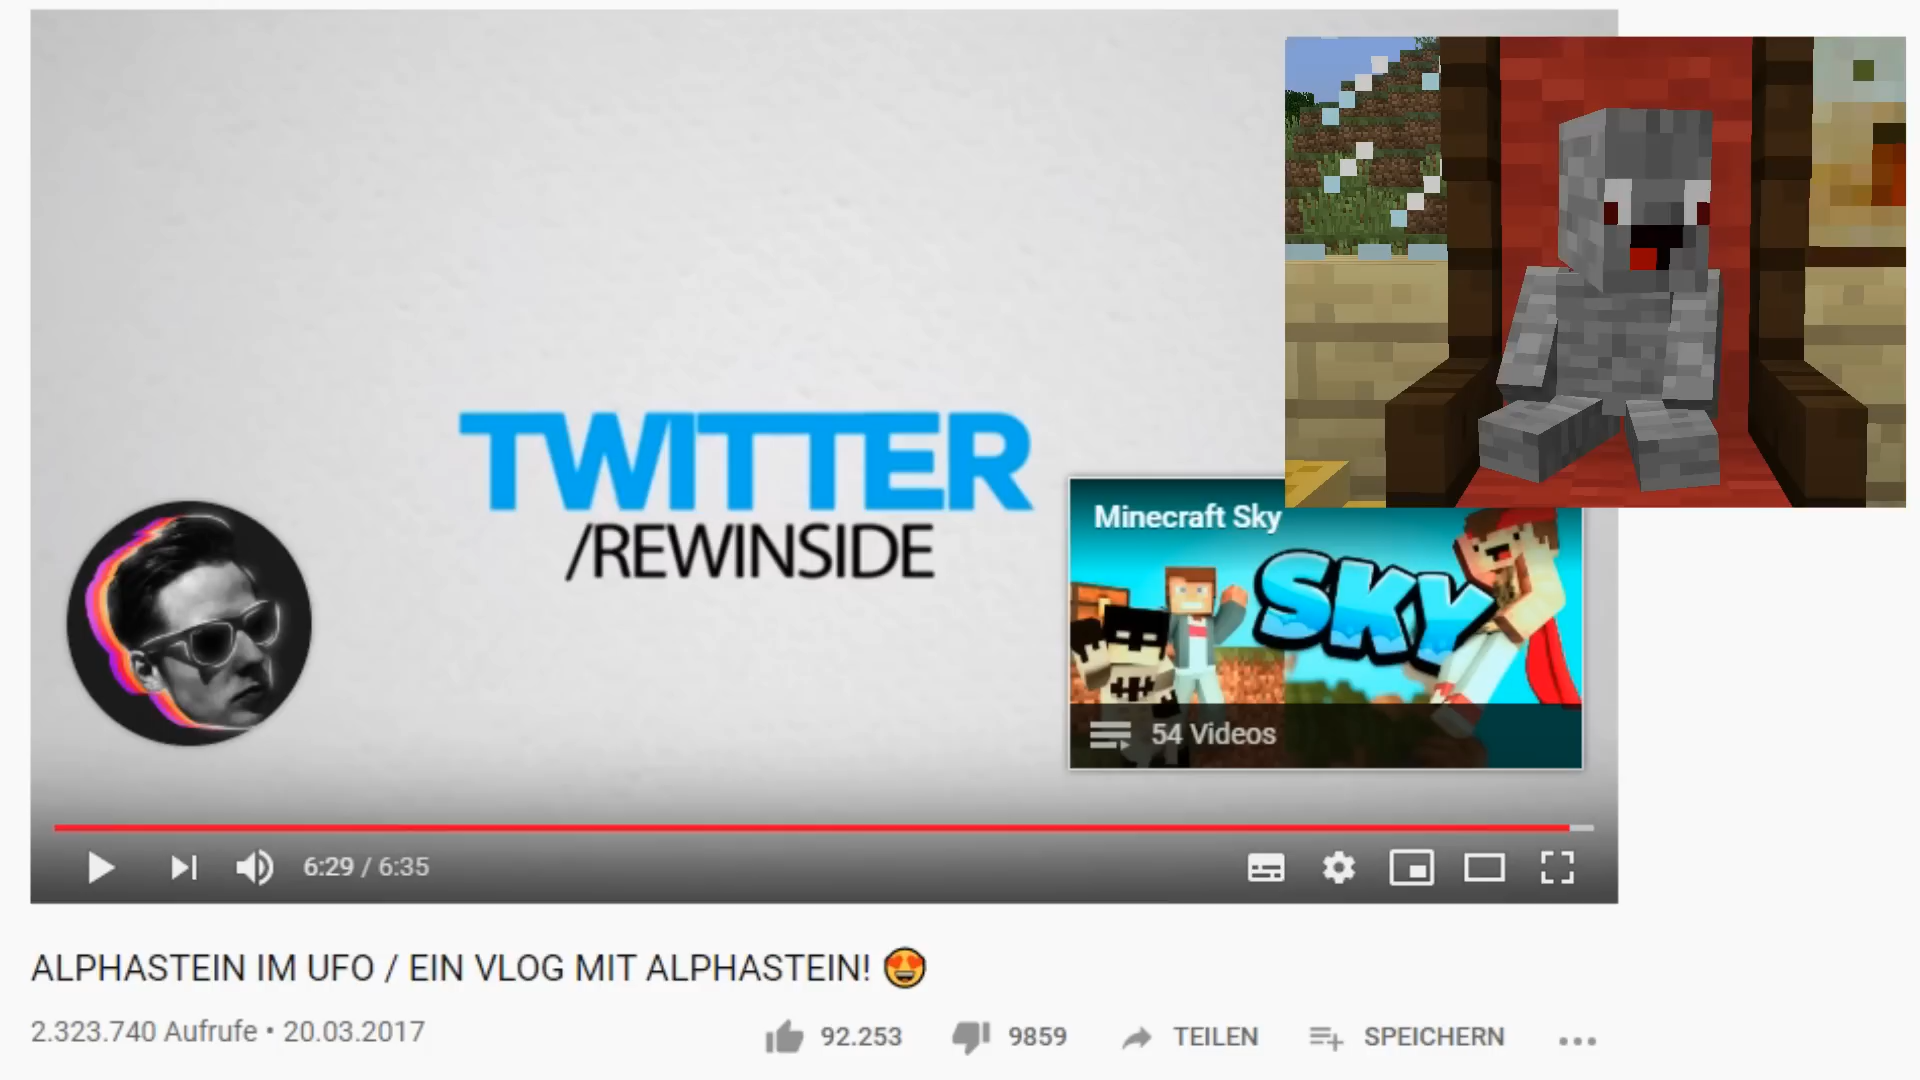 TWITTER
/REWINSIDE
Minecraft Sky
SKY
54 Videos
6:29 / 6:35
ALPHASTEIN IM UFO / EIN VLOG MIT ALPHASTEIN! 😍
2.323.740 Aufrufe • 20.03.2017
92.253
9859
TEILEN
SPEICHERN